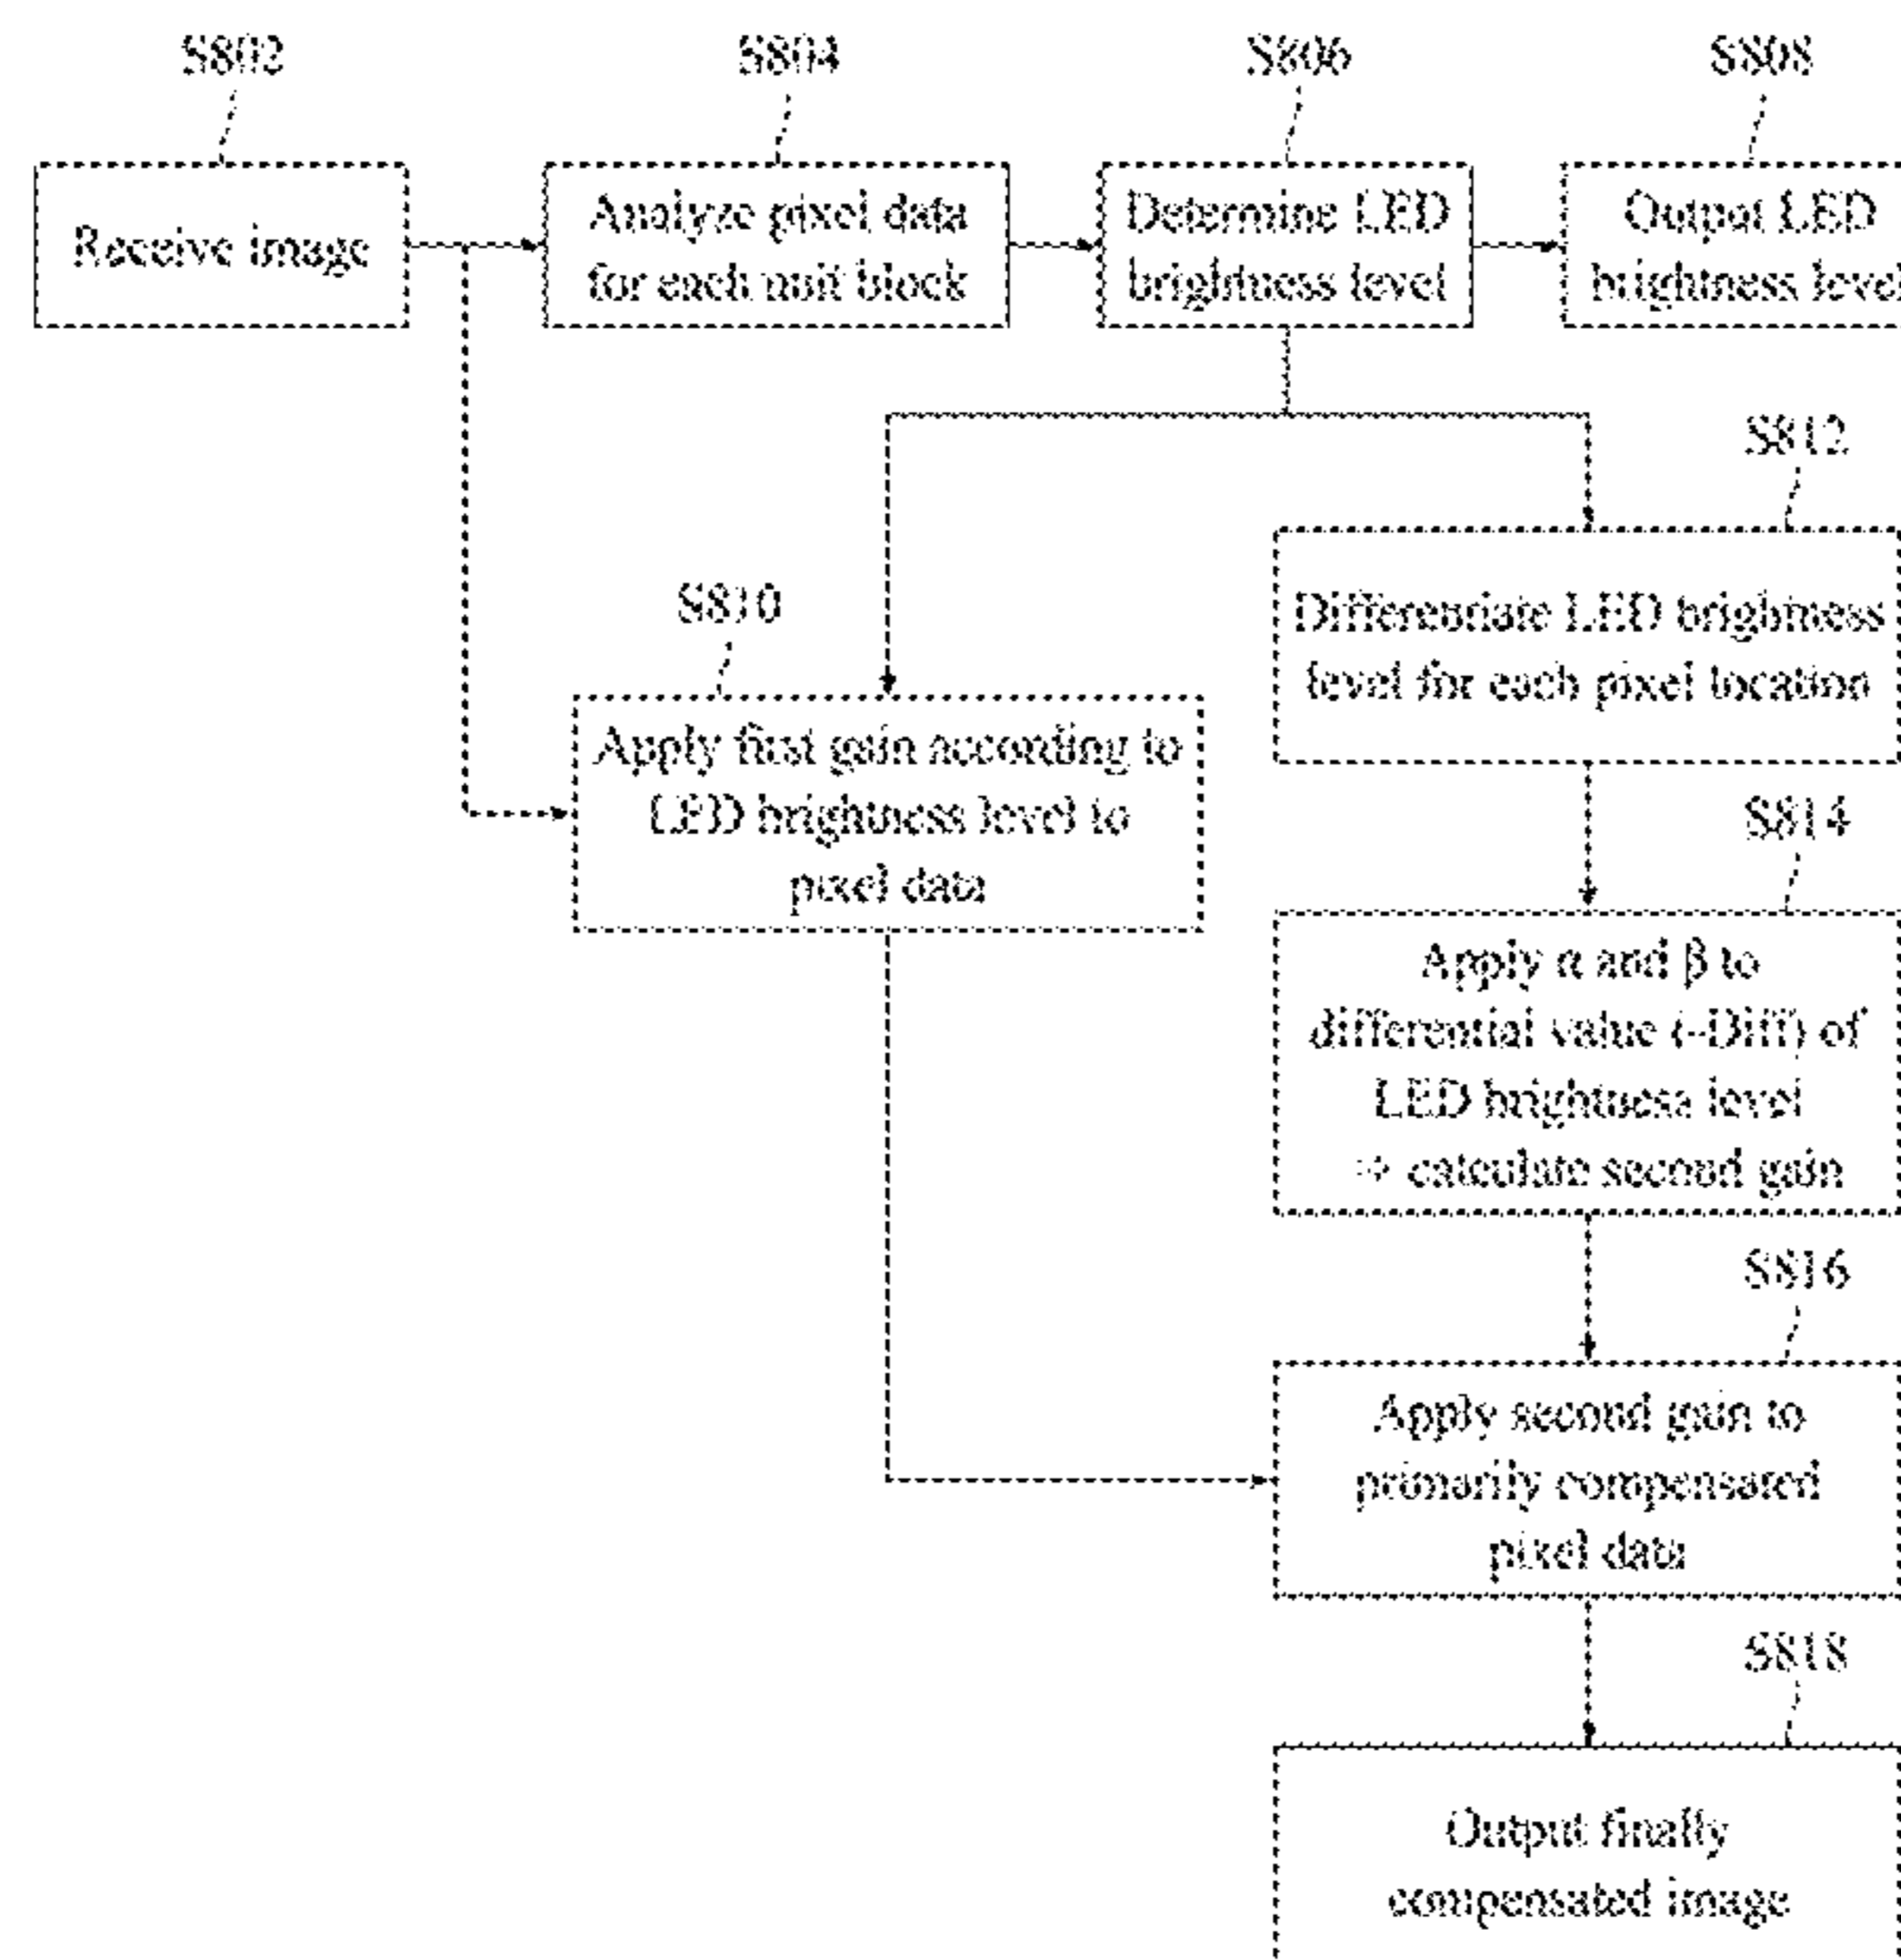 S802
S804
S806
S808
Receive image
Analyze pixel data
for each unit block
Determine LED
brightness level
Output LED
brightness level
S812
Differentiate LED brightness
level for each pixel location
S810
Apply first gain according to
LED brightness level to
pixel data
S814
Apply α and β to
differential value (-Diff) of
LED brightness level
⇒ calculate second gain
S816
Apply second gain to
primarily compensated
pixel data
S818
Output finally
compensated image